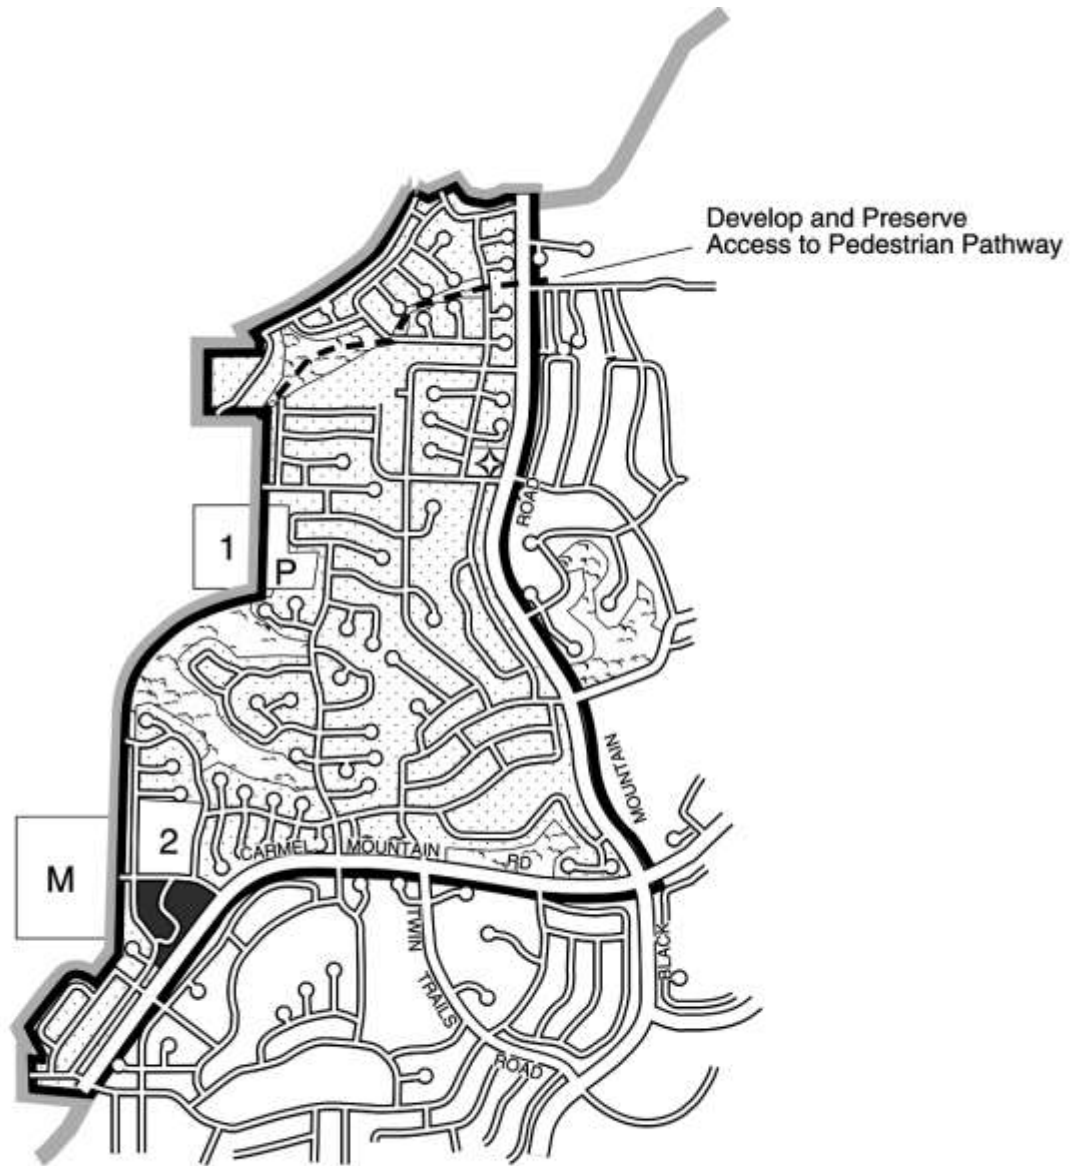 Develop and Preserve
Access to Pedestrian Pathway
ROAD
1
P
MOUNTAIN
2
CARMEL MOUNTAIN RD
M
TWIN
BLACK
TRAILS
ROAD